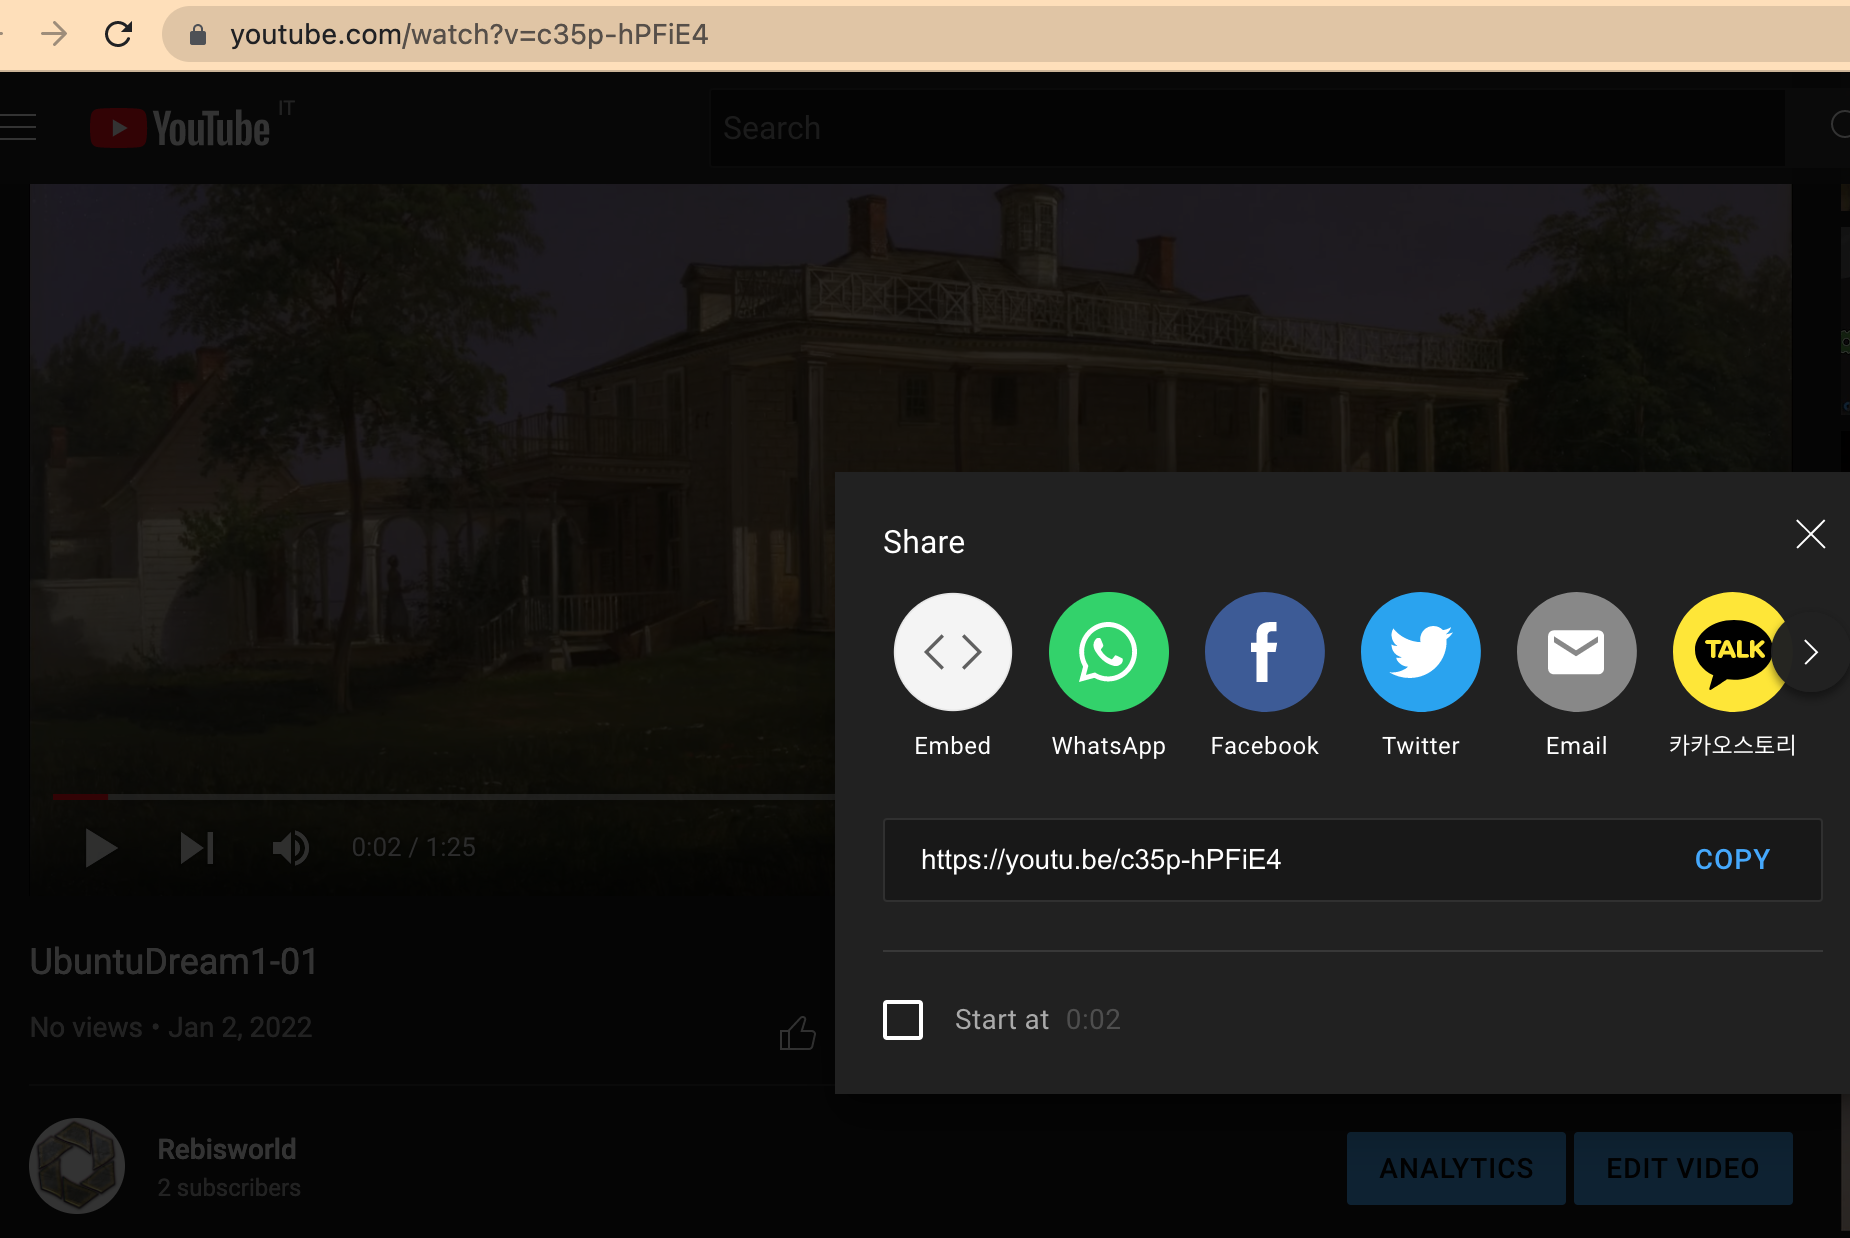 youtube.com/watch?v=c35p-hPFiE4
YouTube IT
Search
Share
TALK
Embed
WhatsApp
Facebook
Twitter
Email
카카오스토리
https://youtu.be/c35p-hPFiE4
COPY
0:02 / 1:25
UbuntuDream1-01
No views • Jan 2, 2022
Start at 0:02
Rebisworld
2 subscribers
ANALYTICS
EDIT VIDEO